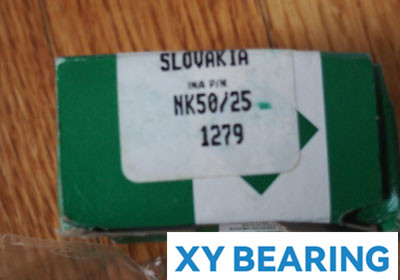 SLOVAKIA
INA P/N
NK50/25
1279
XY BEARING